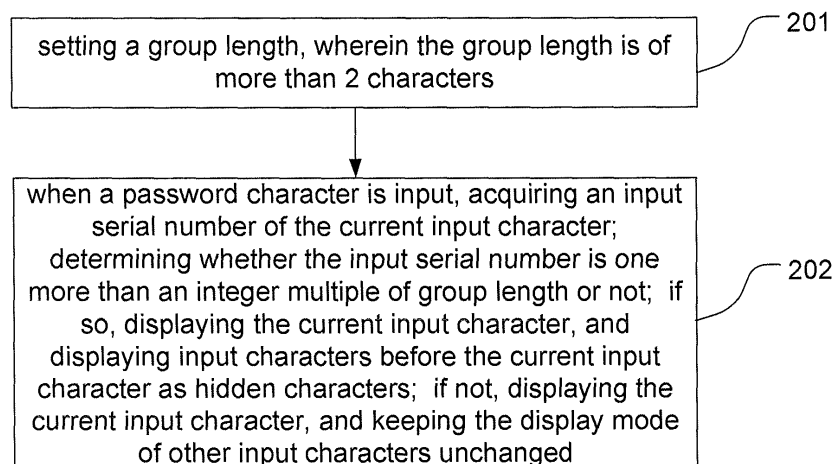 setting a group length, wherein the group length is of
more than 2 characters
201
when a password character is input, acquiring an input
serial number of the current input character;
determining whether the input serial number is one
more than an integer multiple of group length or not; if
so, displaying the current input character, and
displaying input characters before the current input
character as hidden characters; if not, displaying the
current input character, and keeping the display mode
of other input characters unchanged
202